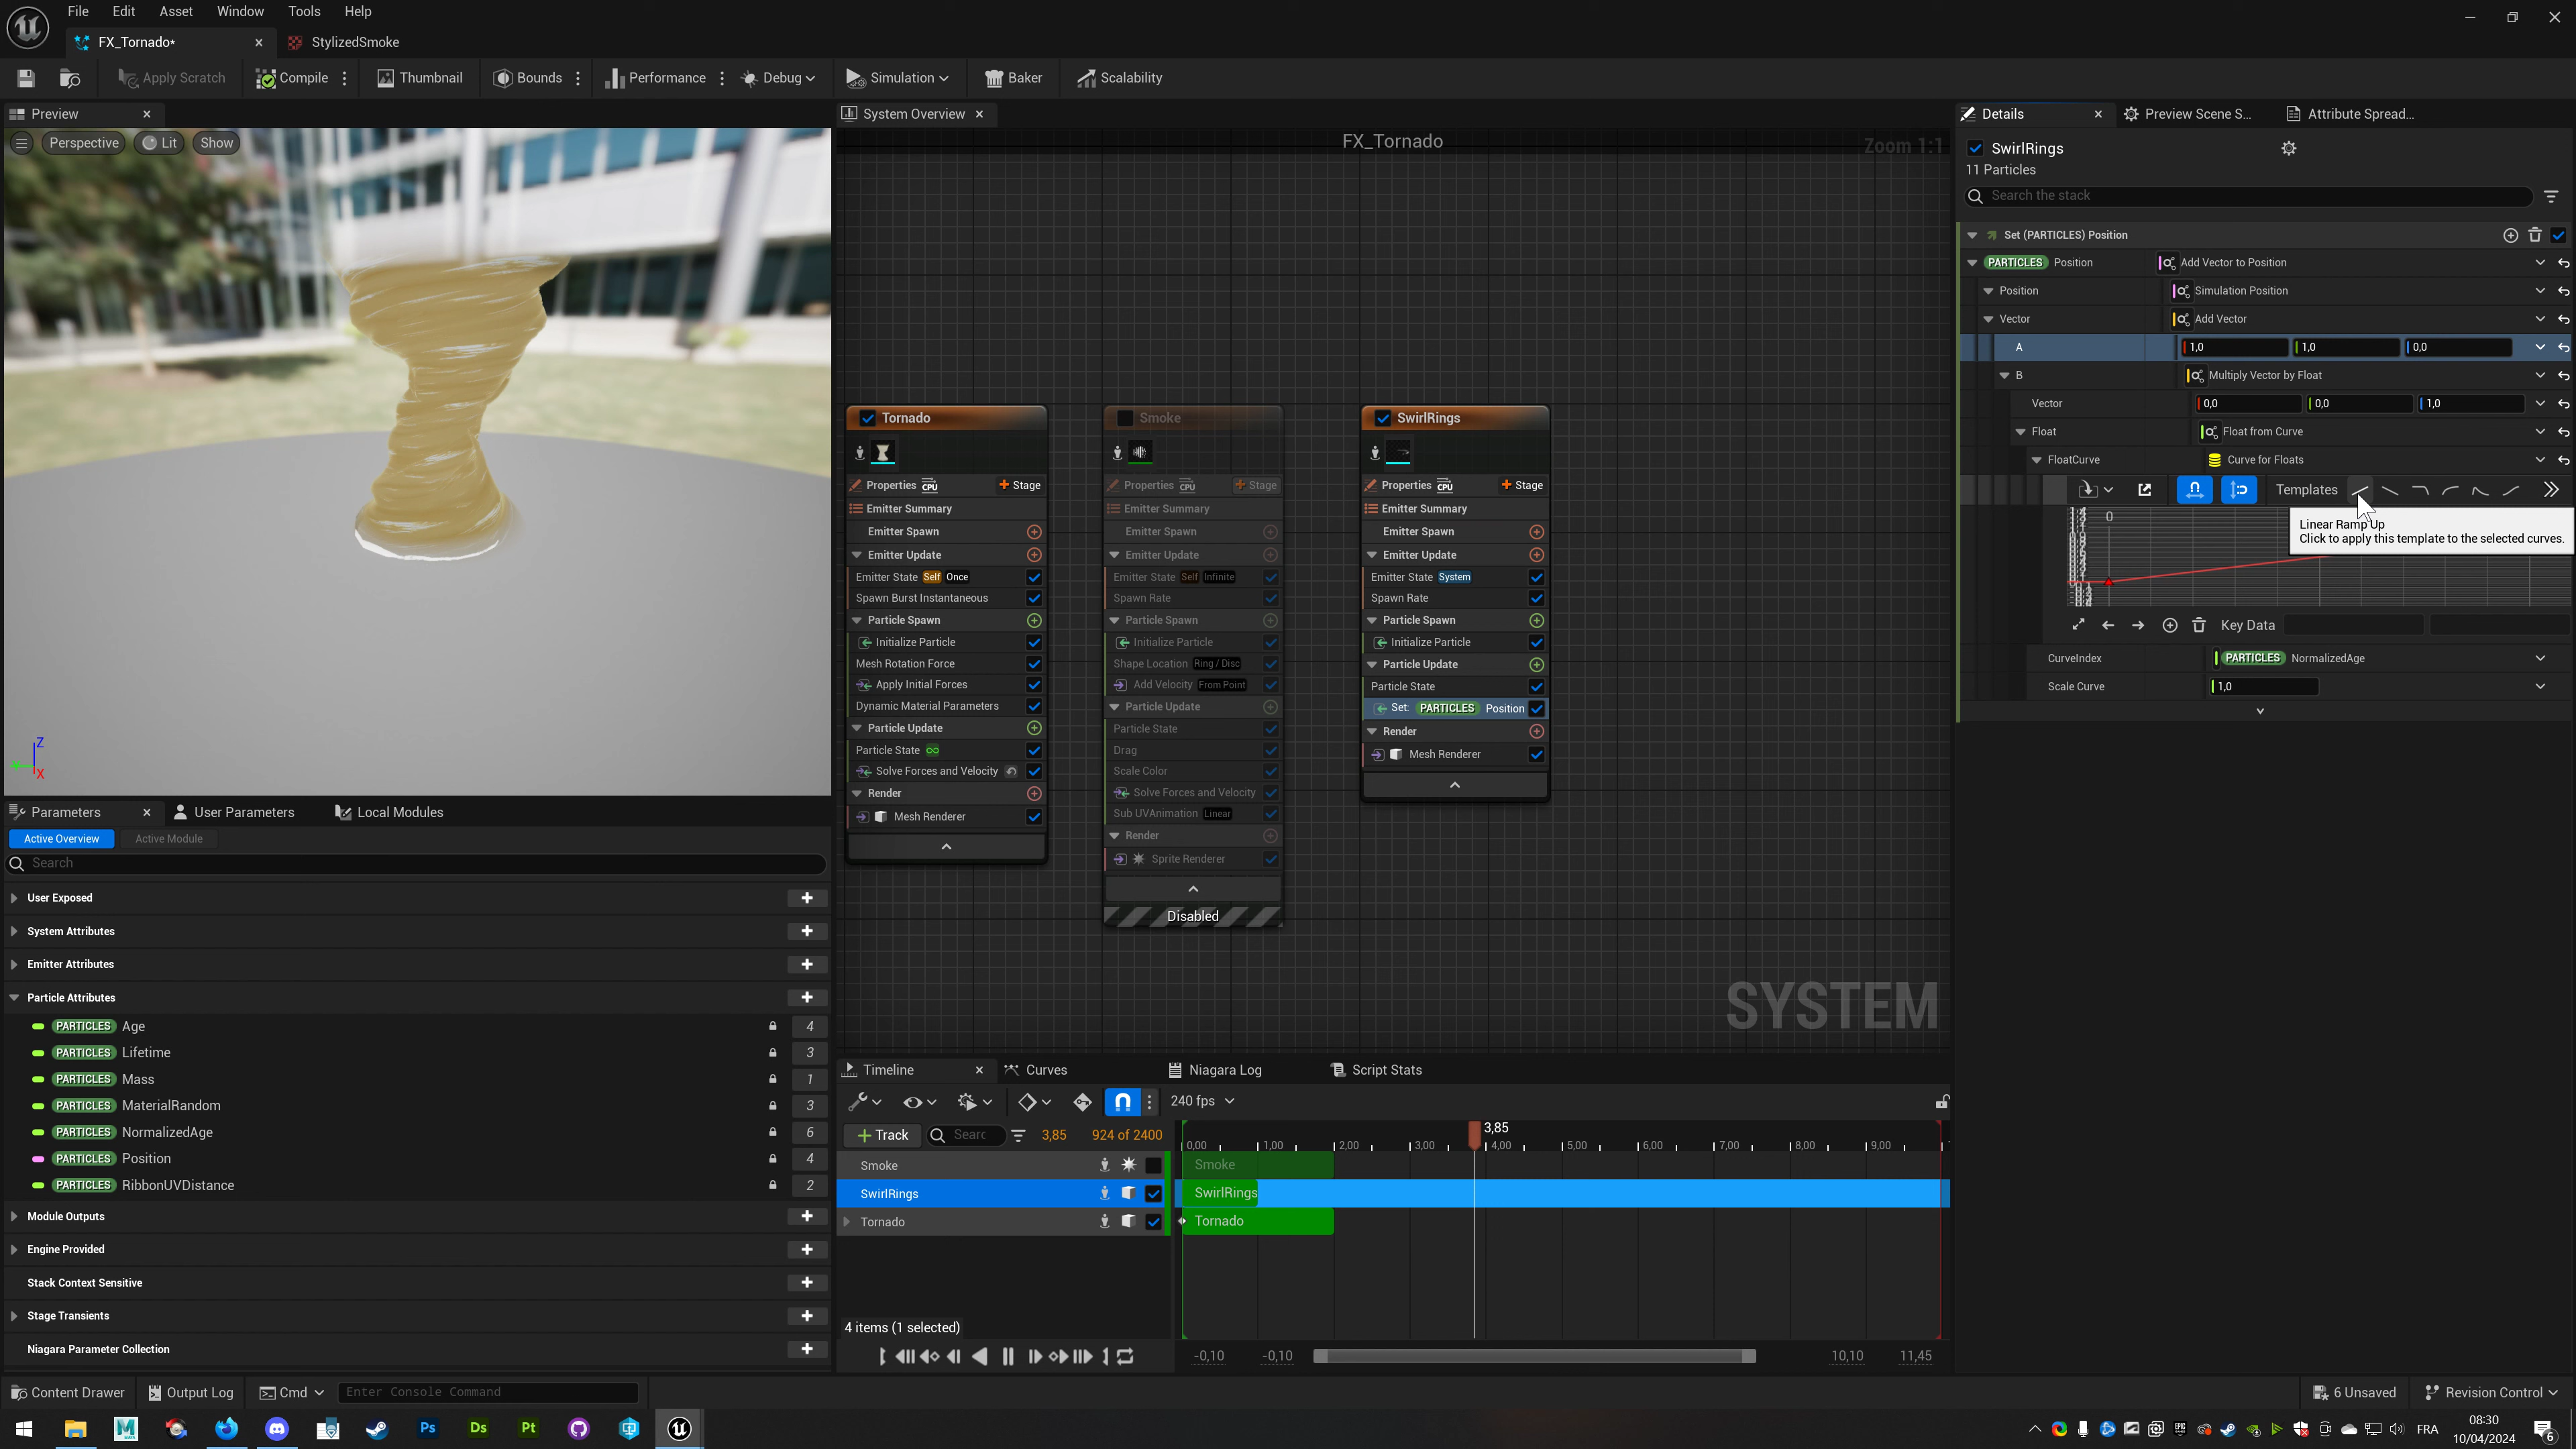 File Edit Asset Window Tools Help
FX_Tornado*
StylizedSmoke
Apply Scratch
Compile
Thumbnail
Bounds
Performance
Debug
Simulation
Baker
Scalability
Preview
Perspective
Lit
Show
Z
X
System Overview
FX_Tornado
Zoom 1:1
Tornado
Properties CPU
Stage
Emitter Summary
Emitter Spawn
Emitter Update
Emitter State Self Once
Spawn Burst Instantaneous
Particle Spawn
Initialize Particle
Mesh Rotation Force
Apply Initial Forces
Dynamic Material Parameters
Particle Update
Particle State
Solve Forces and Velocity
Render
Mesh Renderer
Smoke
Properties CPU
Stage
Emitter Summary
Emitter Spawn
Emitter Update
Emitter State Self Infinite
Spawn Rate
Particle Spawn
Initialize Particle
Shape Location Ring / Disc
Add Velocity From Point
Particle Update
Particle State
Drag
Scale Color
Solve Forces and Velocity
Sub UVAnimation Linear
Render
Sprite Renderer
Disabled
SwirlRings
Properties CPU
Stage
Emitter Summary
Emitter Spawn
Emitter Update
Emitter State System
Spawn Rate
Particle Spawn
Initialize Particle
Particle Update
Particle State
Set: PARTICLES Position
Render
Mesh Renderer
SYSTEM
Details
Preview Scene S...
Attribute Spread...
SwirlRings
11 Particles
Search the stack
Set (PARTICLES) Position
PARTICLES Position Add Vector to Position
Position Simulation Position
Vector Add Vector
A 1,0 1,0 0,0
B Multiply Vector by Float
Vector 0,0 0,0 1,0
Float Float from Curve
FloatCurve Curve for Floats
Templates
0
Linear Ramp Up
Click to apply this template to the selected curves.
Key Data
CurveIndex PARTICLES NormalizedAge
Scale Curve 1,0
Parameters
User Parameters
Local Modules
Active Overview
Active Module
Search
User Exposed
System Attributes
Emitter Attributes
Particle Attributes
PARTICLES Age 4
PARTICLES Lifetime 3
PARTICLES Mass 1
PARTICLES MaterialRandom 3
PARTICLES NormalizedAge 6
PARTICLES Position 4
PARTICLES RibbonUVDistance 2
Module Outputs
Engine Provided
Stack Context Sensitive
Stage Transients
Niagara Parameter Collection
Timeline
Curves
Niagara Log
Script Stats
240 fps
Track
Searc
3,85
924 of 2400
3,85
0,00 1,00 2,00 3,00 4,00 5,00 6,00 7,00 8,00 9,00
Smoke
Smoke
SwirlRings
SwirlRings
Tornado
Tornado
4 items (1 selected)
-0,10 -0,10 10,10 11,45
Content Drawer
Output Log
Cmd
Enter Console Command
6 Unsaved
Revision Control
M
Ps
Ds
Pt
FRA
08:30
10/04/2024
6